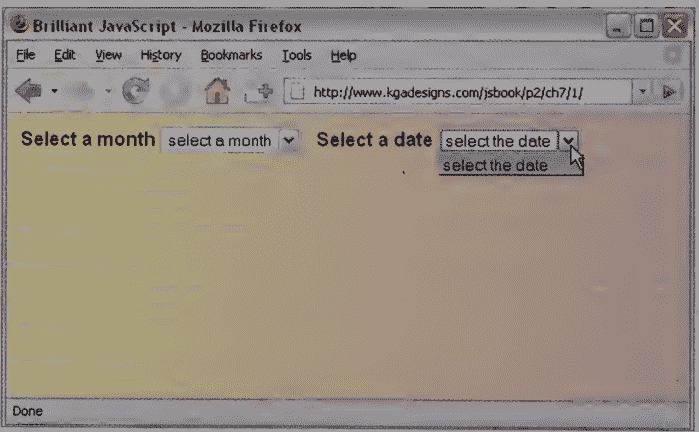 Brilliant JavaScript - Mozilla Firefox
File Edit View History Bookmarks Tools Help
http://www.kgadesigns.com/jsbook/p2/ch7/1/
Select a month select a month Select a date select the date
select the date
Done